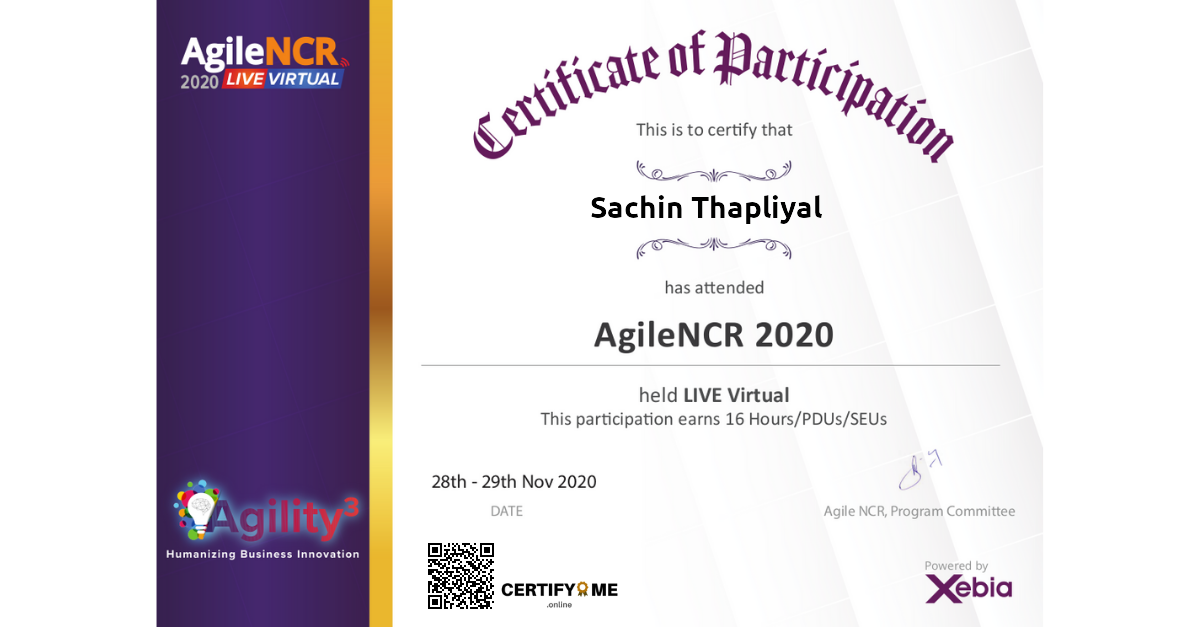 AgileNCR
2020 LIVE VIRTUAL
Certificate of Participation
This is to certify that
Sachin Thapliyal
has attended
AgileNCR 2020
held LIVE Virtual
This participation earns 16 Hours/PDUs/SEUs
28th - 29th Nov 2020
DATE
Agile NCR, Program Committee
Agility³
Humanizing Business Innovation
CERTIFYME
.online
Powered by
Xebia